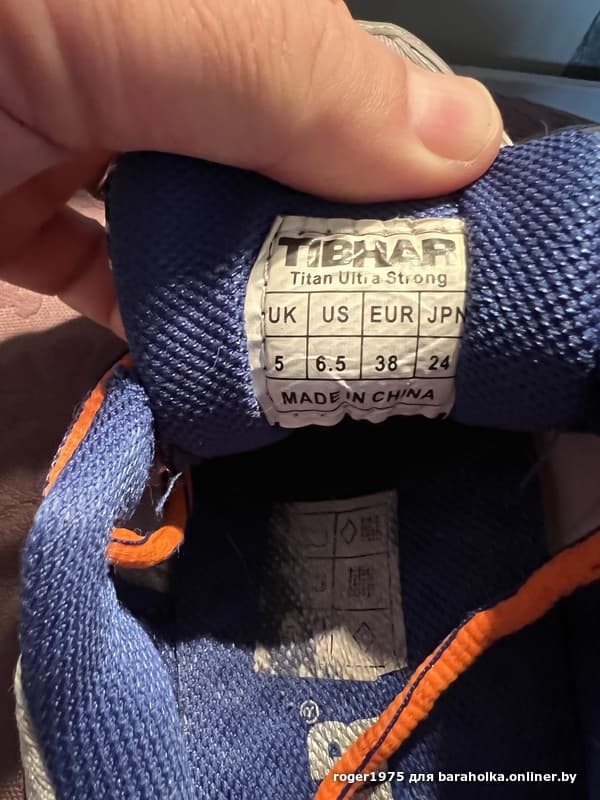 TIBHAR
Titan Ultra Strong
UK US EUR JPN
5 6.5 38 24
MADE IN CHINA
®
roger1975 для baraholka.onliner.by